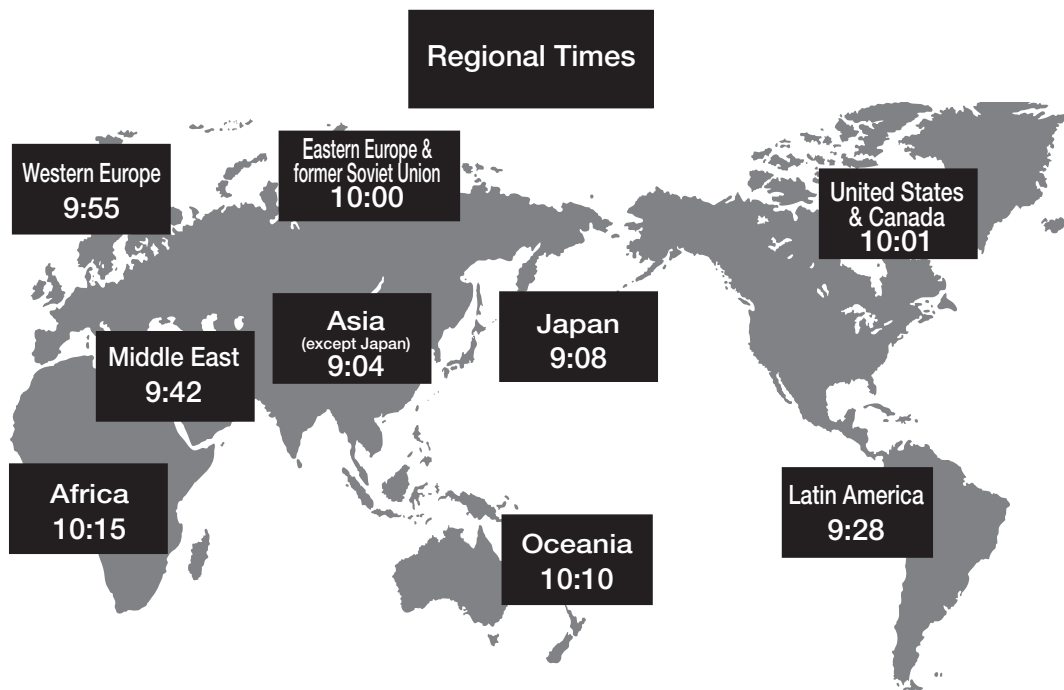 Regional Times
Western Europe
9:55
Eastern Europe &
former Soviet Union
10:00
United States
& Canada
10:01
Middle East
9:42
Asia
(except Japan)
9:04
Japan
9:08
Africa
10:15
Oceania
10:10
Latin America
9:28